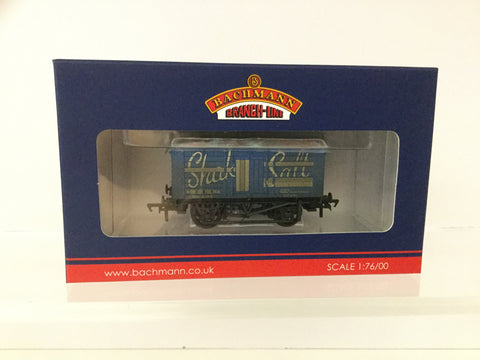 B
BACHMANN
BRANCH-LINE
Shaka Salt
www.bachmann.co.uk
SCALE 1:76/00